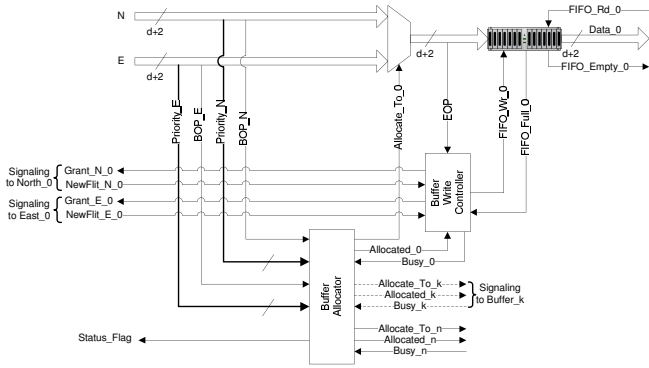 FIFO_Rd_0
N
d+2
Data_0
d+2
d+2
E
d+2
FIFO_Empty_0
Priority_E
BOP_E
Priority_N
BOP_N
Allocate_To_0
EOP
FIFO_Wr_0
FIFO_Full_0
Signaling
to North_0
Grant_N_0
NewFlit_N_0
Signaling
to East_0
Grant_E_0
NewFlit_E_0
Buffer
Write
Controller
Allocated_0
Busy_0
Buffer
Allocator
Allocate_To_k
Allocated_k
Busy_k
Signaling
to Buffer_k
Status_Flag
Allocate_To_n
Allocated_n
Busy_n